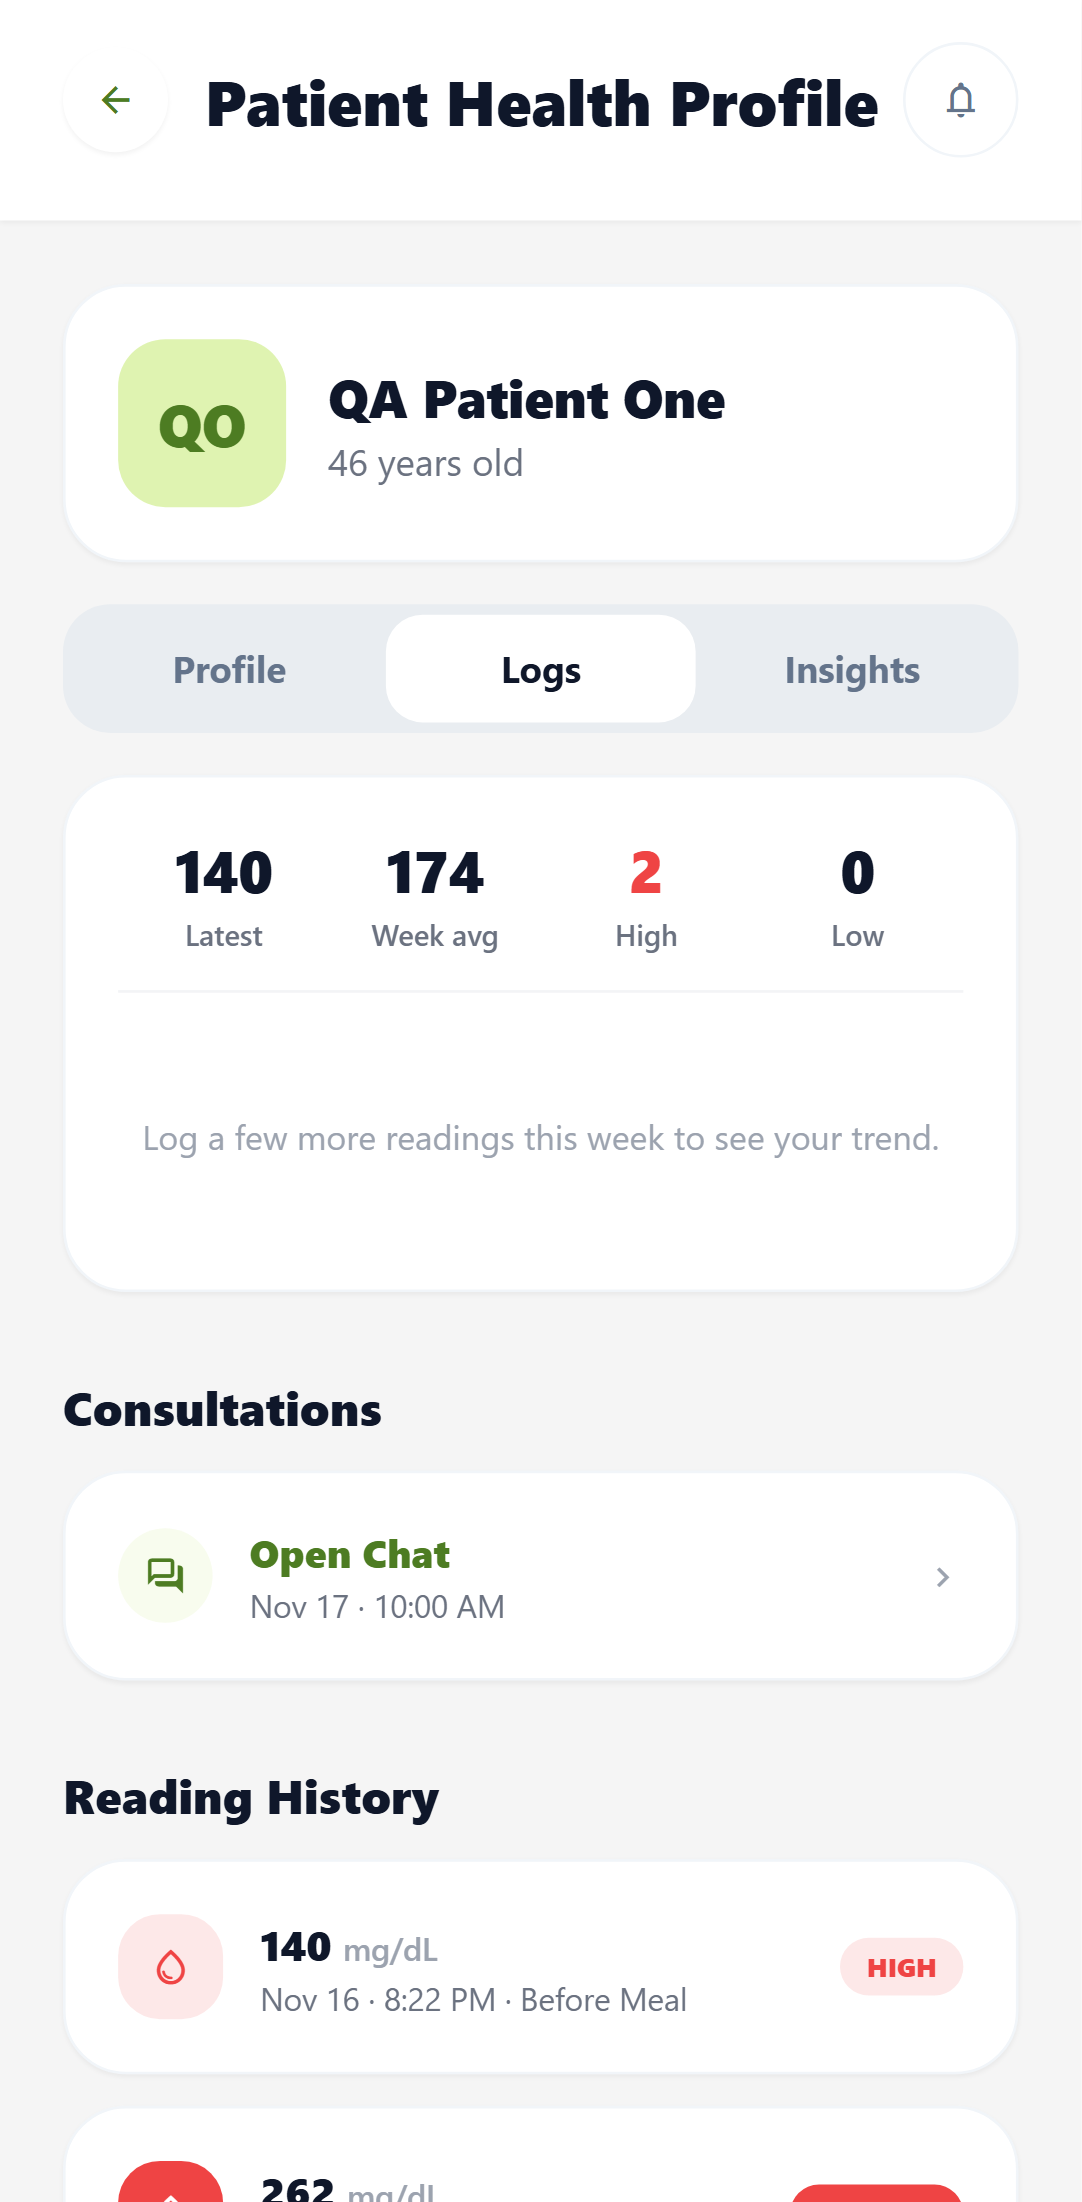 Patient Health Profile
QO
QA Patient One
46 years old
Profile
Logs
Insights
140
174
2
0
Latest
Week avg
High
Low
Log a few more readings this week to see your trend.
Consultations
Open Chat
Nov 17 · 10:00 AM
Reading History
140 mg/dL
Nov 16 · 8:22 PM · Before Meal
HIGH
262 mg/dL